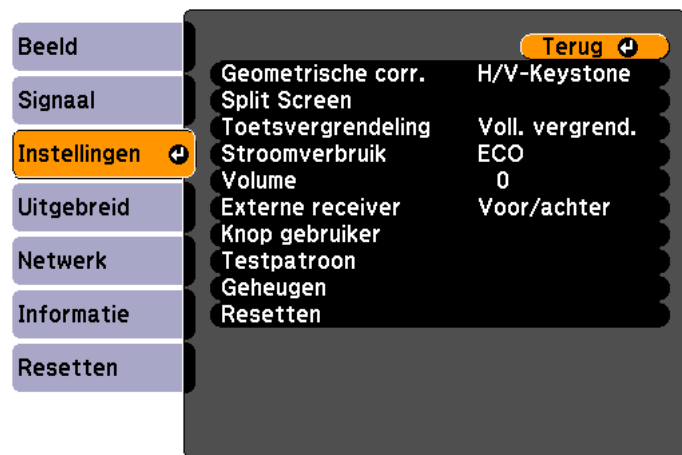 Beeld
Signaal
Instellingen
Uitgebreid
Netwerk
Informatie
Resetten
Terug
Geometrische corr. H/V-Keystone
Split Screen
Toetsvergrendeling Voll. vergrend.
Stroomverbruik ECO
Volume 0
Externe receiver Voor/achter
Knop gebruiker
Testpatroon
Geheugen
Resetten